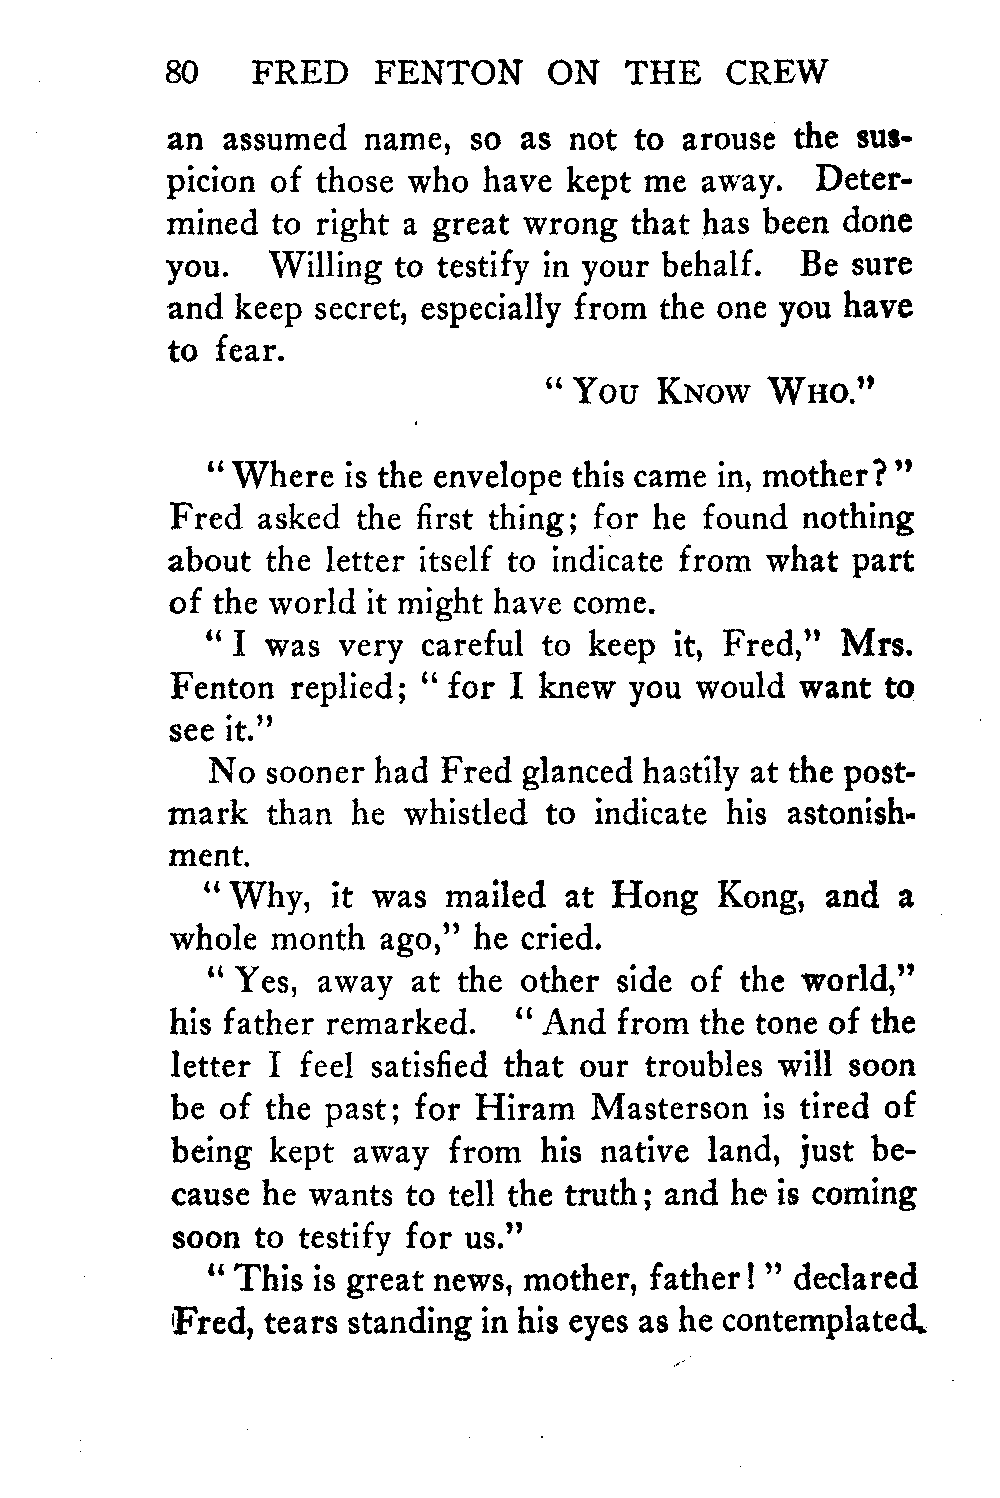 80 FRED FENTON ON THE CREW
an assumed name, so as not to arouse the sus-
picion of those who have kept me away. Deter-
mined to right a great wrong that has been done
you. Willing to testify in your behalf. Be sure
and keep secret, especially from the one you have
to fear.
“ You Know Who.”
“ Where is the envelope this came in, mother? ”
Fred asked the first thing; for he found nothing
about the letter itself to indicate from what part
of the world it might have come.
“ I was very careful to keep it, Fred,” Mrs.
Fenton replied; “ for I knew you would want to
see it.”
No sooner had Fred glanced hastily at the post-
mark than he whistled to indicate his astonish-
ment.
“ Why, it was mailed at Hong Kong, and a
whole month ago,” he cried.
“ Yes, away at the other side of the world,”
his father remarked. “ And from the tone of the
letter I feel satisfied that our troubles will soon
be of the past; for Hiram Masterson is tired of
being kept away from his native land, just be-
cause he wants to tell the truth; and he is coming
soon to testify for us.”
“ This is great news, mother, father! ” declared
Fred, tears standing in his eyes as he contemplated